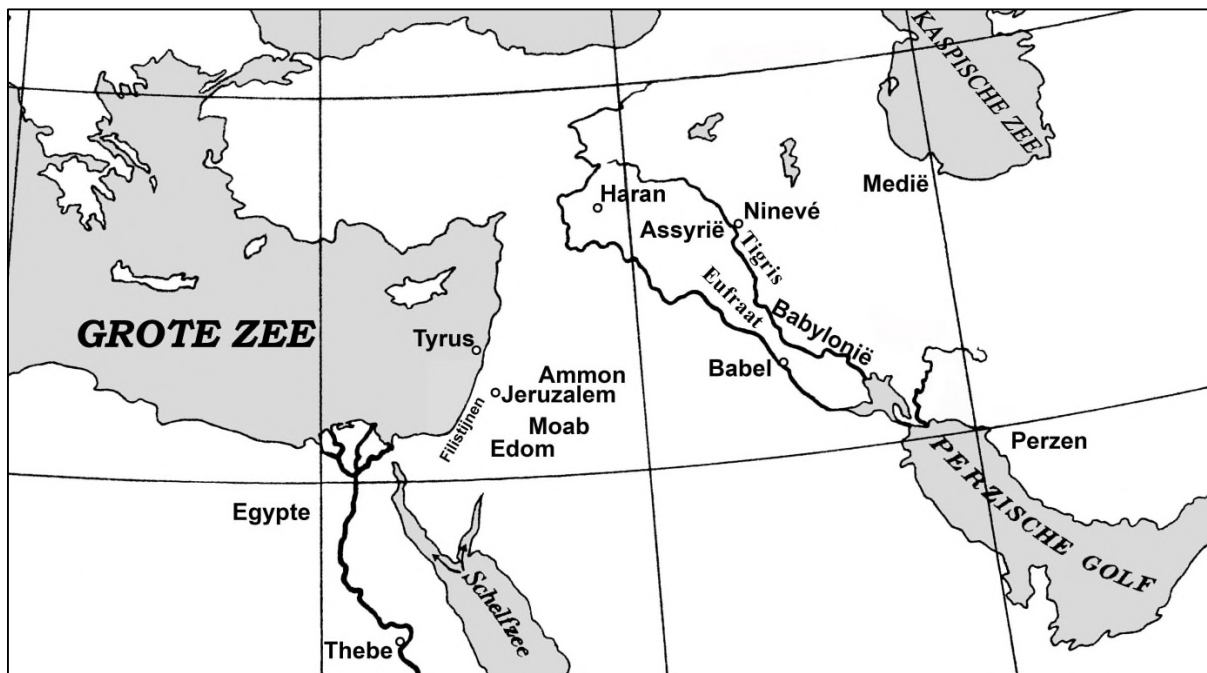 KASPISCHE ZEE
Medië
Haran
Ninevé
Assyrië
Tigris
Eufraat
GROTE ZEE
Babylonië
Tyrus
Babel
Ammon
Jeruzalem
Filistijnen
Moab
Edom
Perzen
PERZISCHE GOLF
Egypte
Schelfzee
Thebe